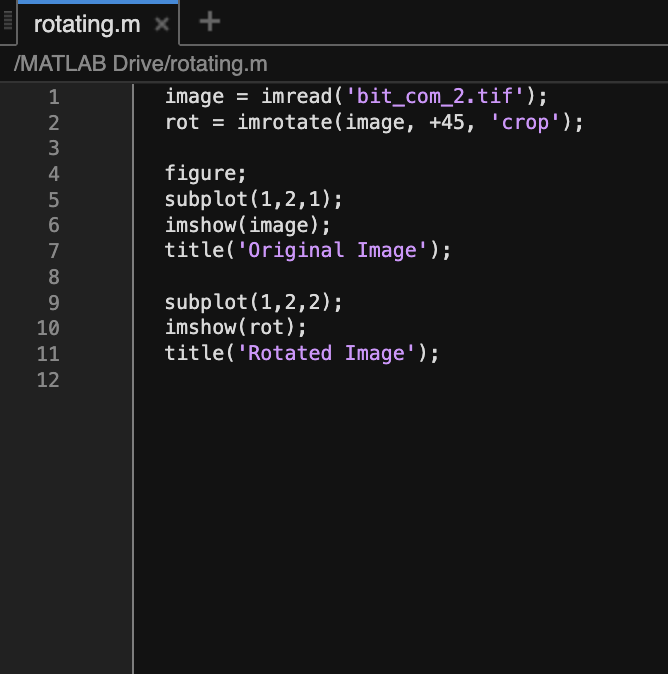 rotating.m × +
/MATLAB Drive/rotating.m
1 image = imread('bit_com_2.tif');
2 rot = imrotate(image, +45, 'crop');
3
4 figure;
5 subplot(1,2,1);
6 imshow(image);
7 title('Original Image');
8
9 subplot(1,2,2);
10 imshow(rot);
11 title('Rotated Image');
12